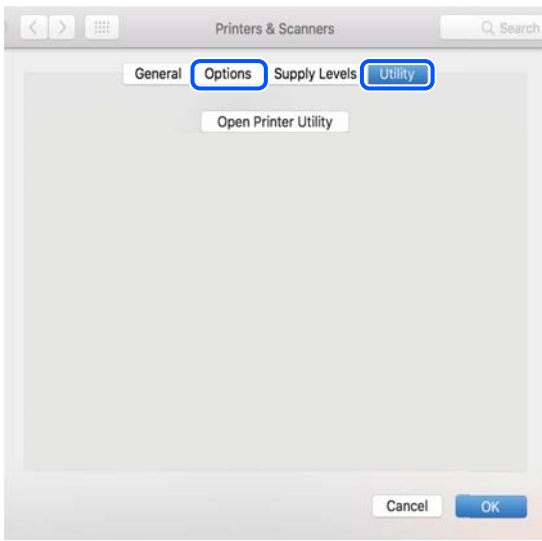 Printers & Scanners
Search
General Options Supply Levels Utility
Open Printer Utility
Cancel OK